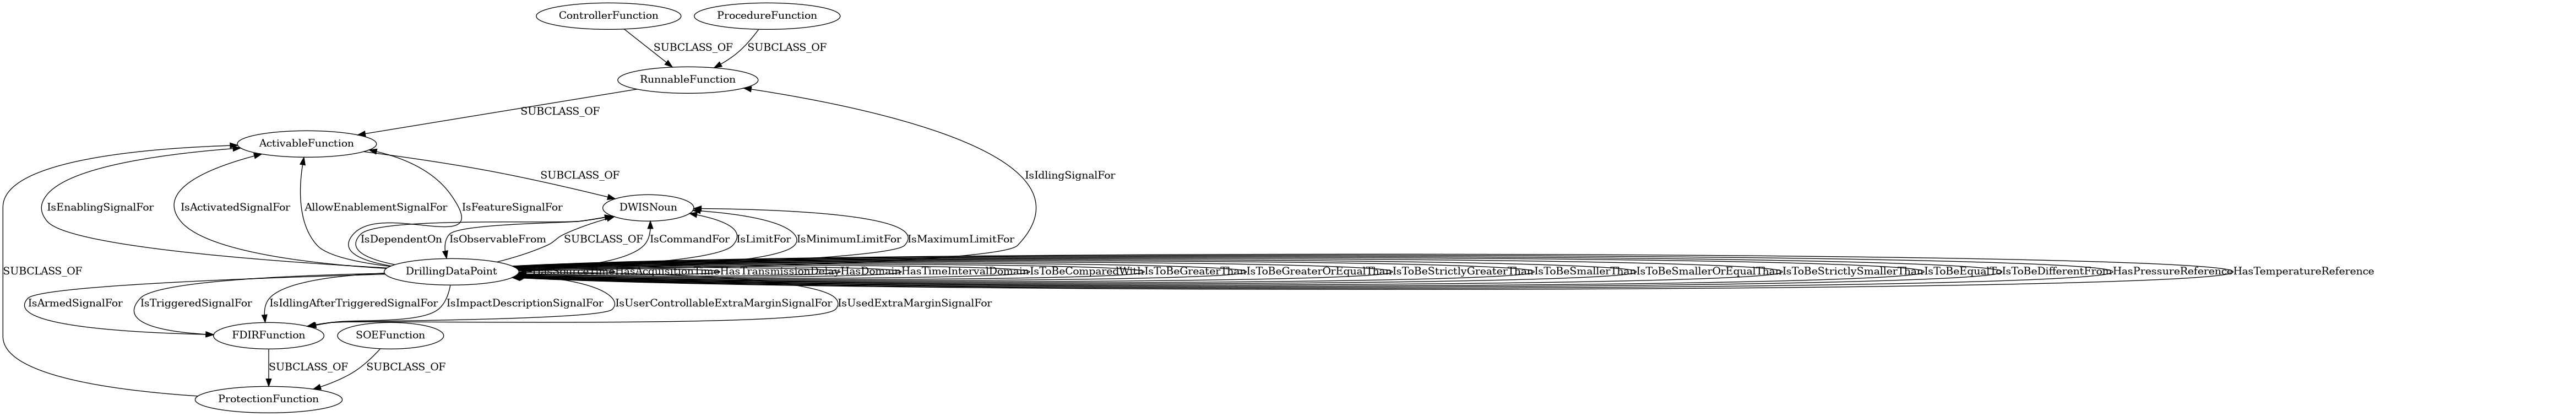 ControllerFunction ProcedureFunction
SUBCLASS_OF SUBCLASS_OF
RunnableFunction
SUBCLASS_OF
ActivableFunction
SUBCLASS_OF IsIdlingSignalFor
IsEnablingSignalFor IsActivatedSignalFor AllowEnablementSignalFor IsFeatureSignalFor DWISNoun
IsDependentOn IsObservableFrom SUBCLASS_OF IsCommandFor IsLimitFor IsMinimumLimitFor IsMaximumLimitFor
SUBCLASS_OF DrillingDataPoint HasAcquisitionTime HasTransmissionDelay HasDomain HasTimeIntervalDomain IsToBeComparedWith IsToBeGreaterThan IsToBeGreaterOrEqualThan IsToBeStrictlyGreaterThan IsToBeSmallerThan IsToBeSmallerOrEqualThan IsToBeStrictlySmallerThan IsToBeEqualTo IsToBeDifferentFrom HasPressureReference HasTemperatureReference
IsArmedSignalFor IsTriggeredSignalFor IsIdlingAfterTriggeredSignalFor IsImpactDescriptionSignalFor IsUserControllableExtraMarginSignalFor IsUsedExtraMarginSignalFor
FDIRFunction SOEFunction
SUBCLASS_OF SUBCLASS_OF
ProtectionFunction